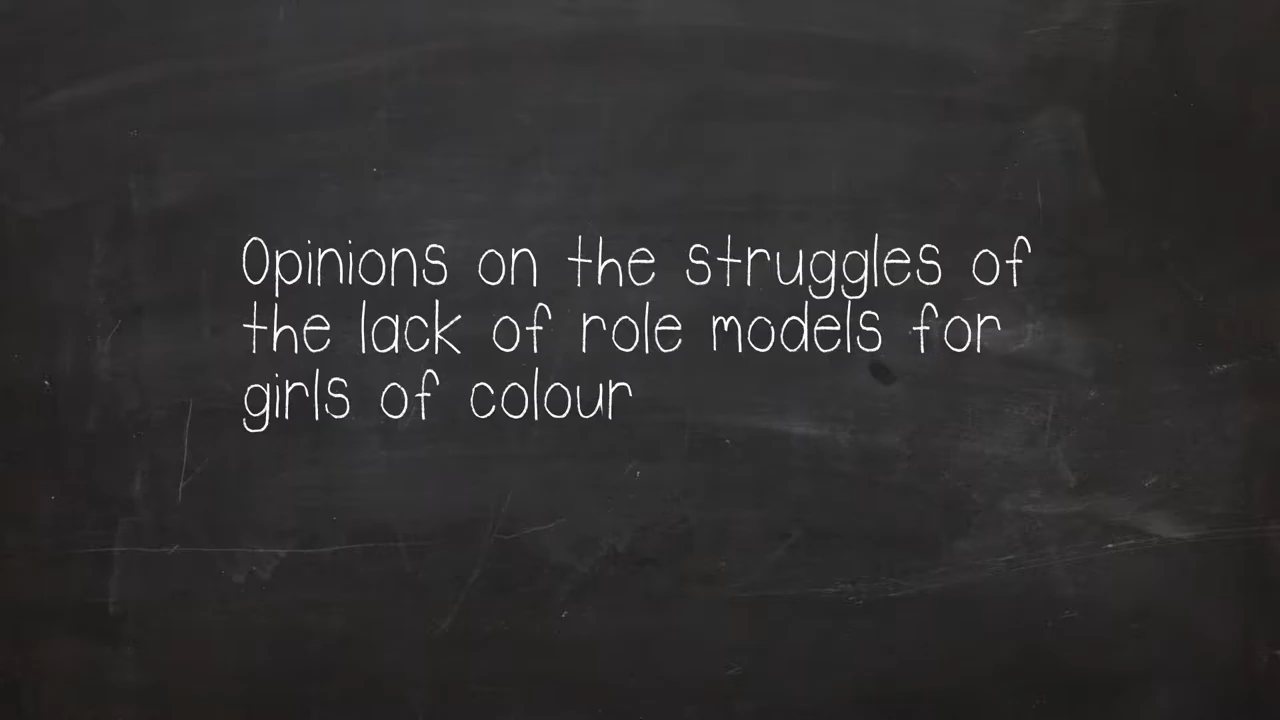 Opinions on the struggles of
the lack of role models for
girls of colour